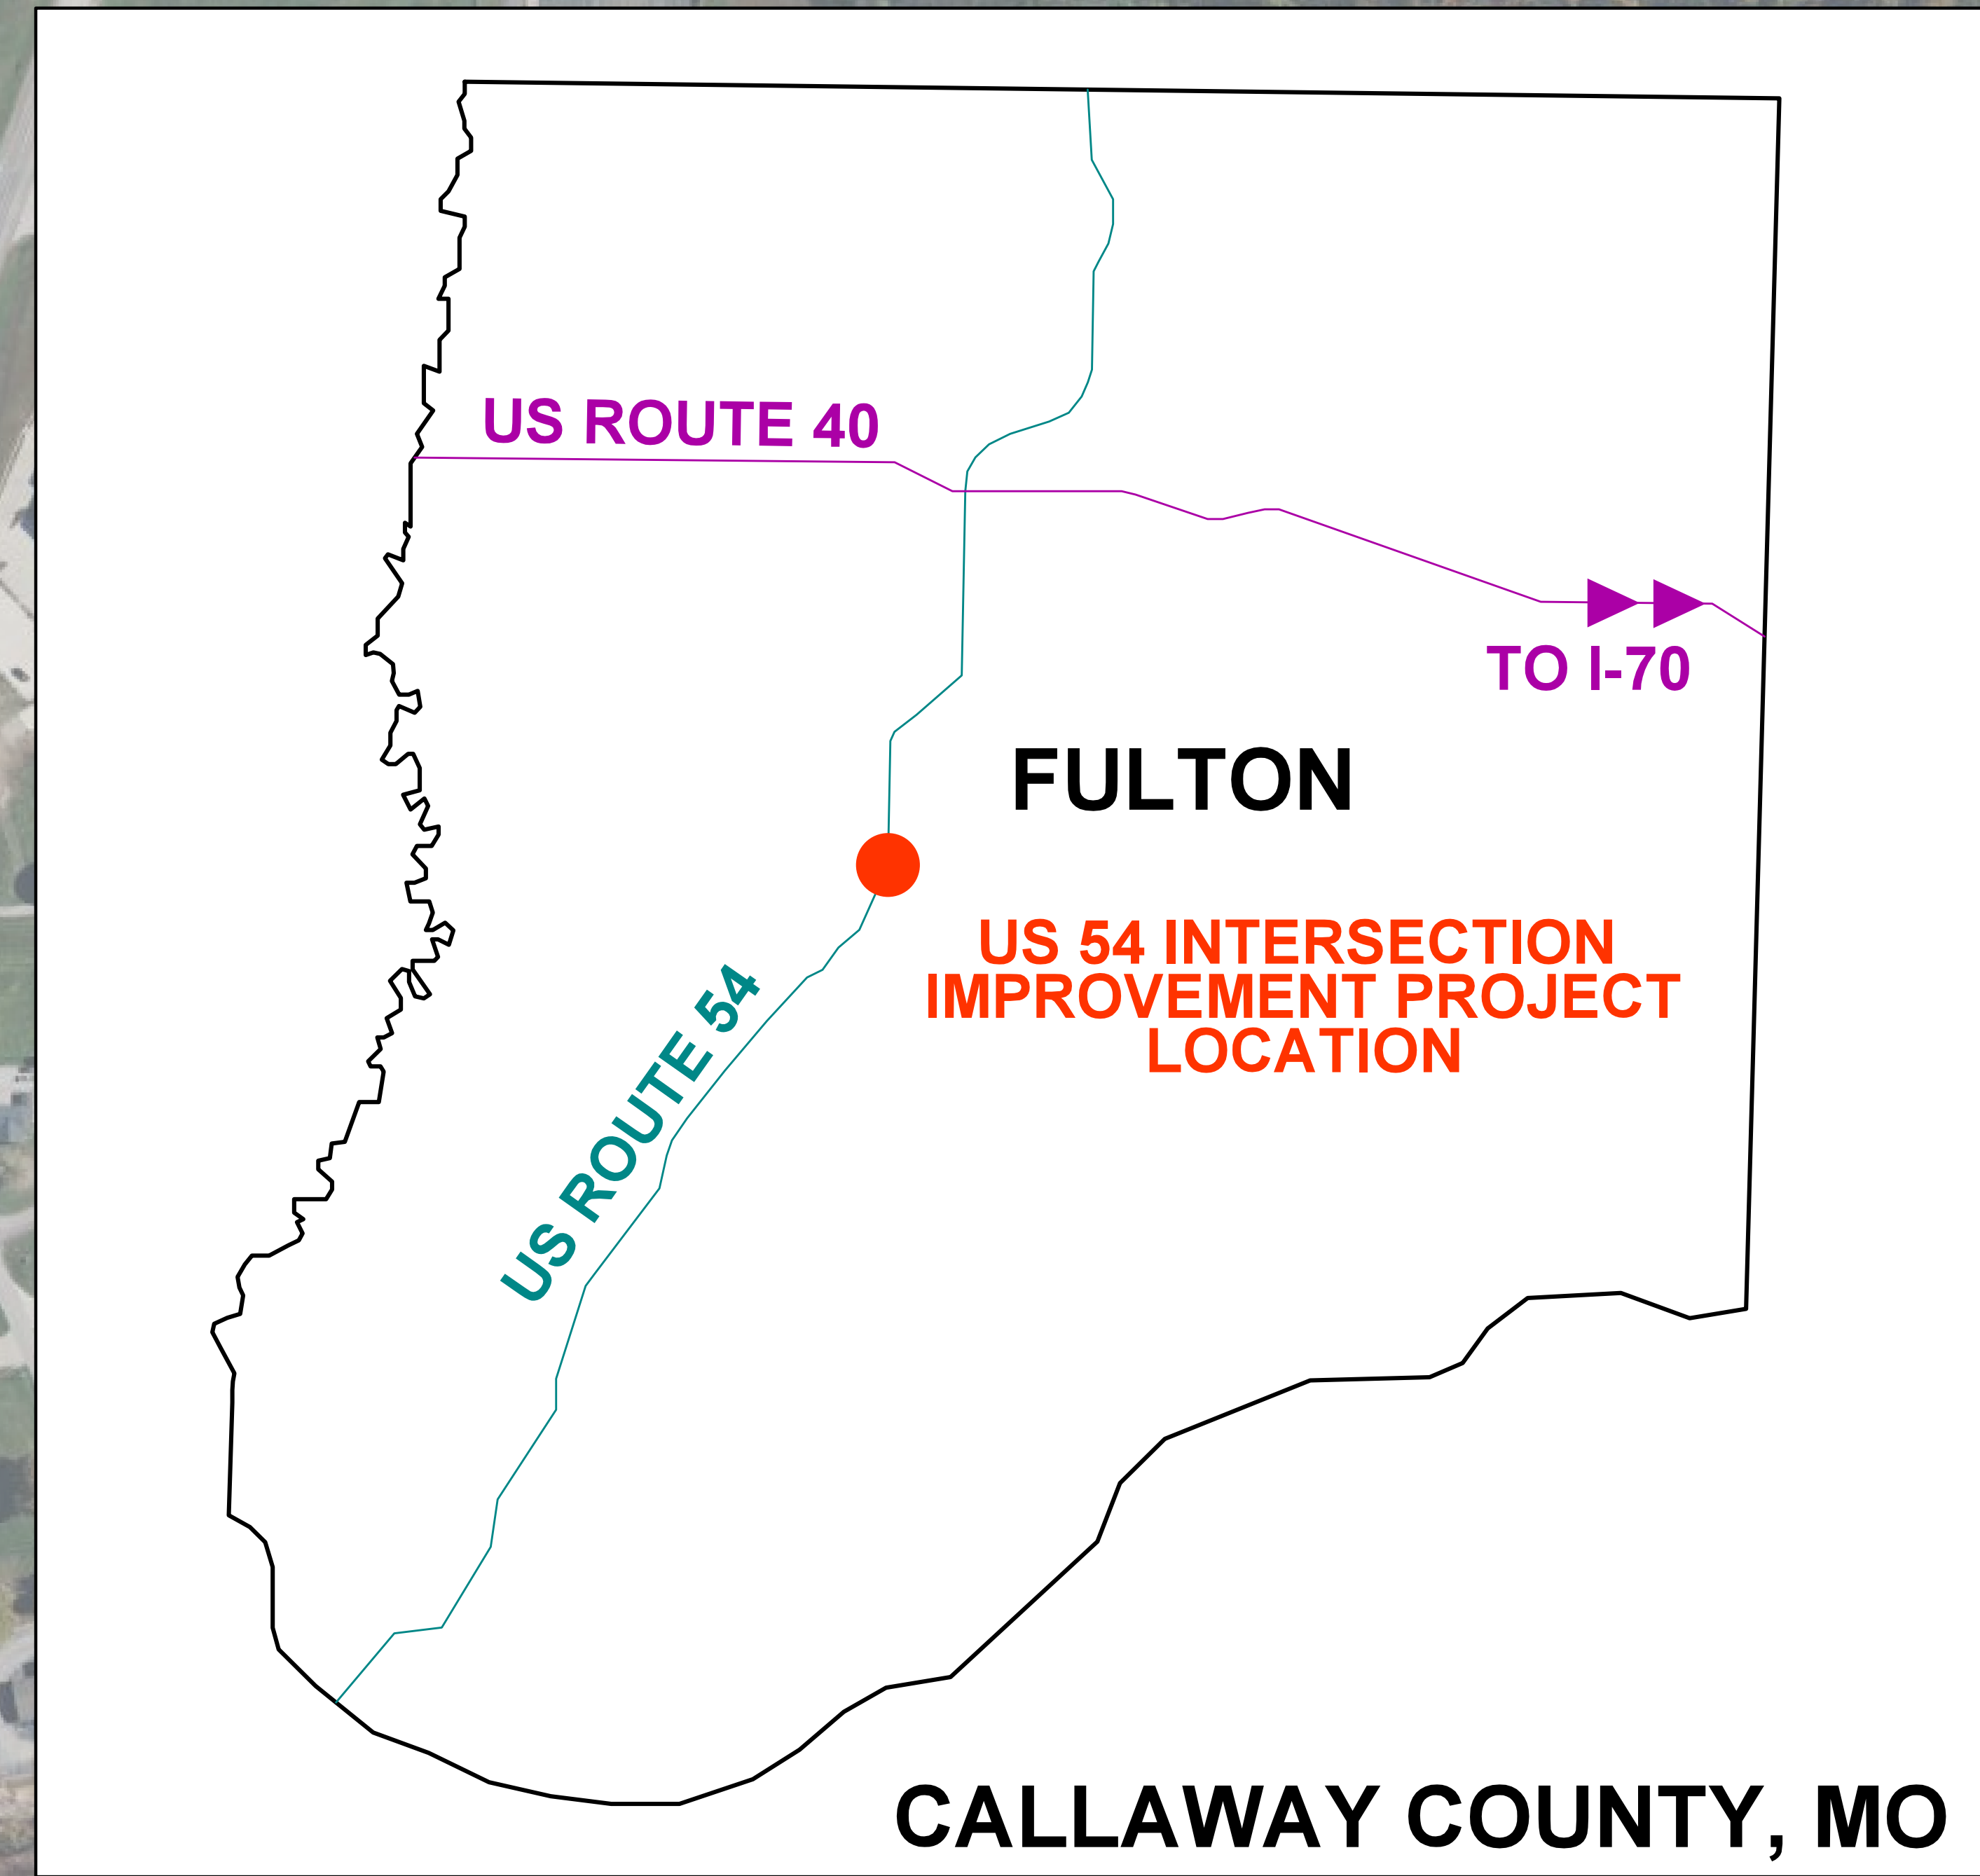 US ROUTE 40
TO I-70
FULTON
US 54 INTERSECTION
IMPROVEMENT PROJECT
LOCATION
US ROUTE 54
CALLAWAY COUNTY, MO